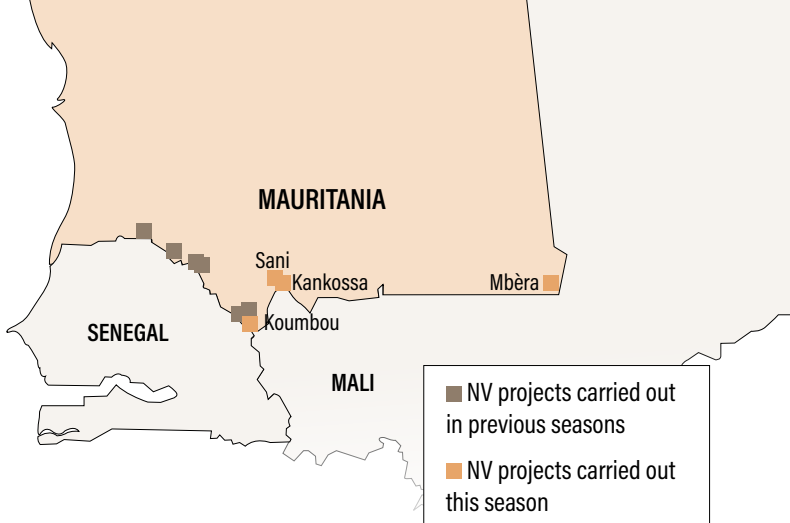 MAURITANIA
Sani
Kankossa
Mbèra
Koumbou
SENEGAL
MALI
NV projects carried out
in previous seasons
NV projects carried out
this season